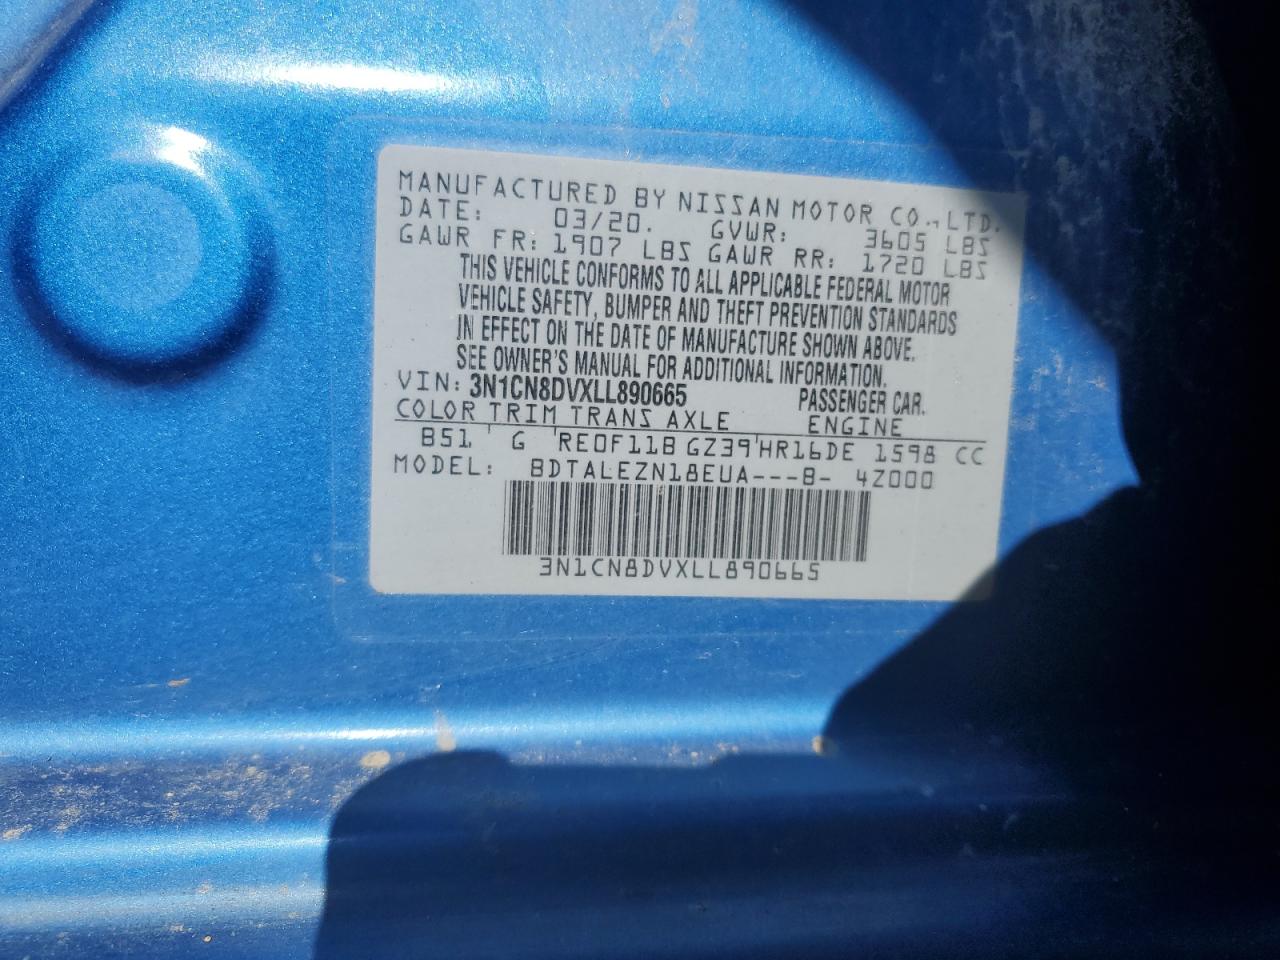 MANUFACTURED BY NISSAN MOTOR CO., LTD.
DATE: 03/20. GVWR: 3605 LBS
GAWR FR: 1907 LBS GAWR RR: 1720 LBS
THIS VEHICLE CONFORMS TO ALL APPLICABLE FEDERAL MOTOR
VEHICLE SAFETY, BUMPER AND THEFT PREVENTION STANDARDS
IN EFFECT ON THE DATE OF MANUFACTURE SHOWN ABOVE.
SEE OWNER'S MANUAL FOR ADDITIONAL INFORMATION.
VIN: 3N1CN8DVXLL890665 PASSENGER CAR.
COLOR TRIM TRANS AXLE ENGINE
B51 G RE0F11B GZ39 HR16DE 1598 CC
MODEL: BDTALEZN18EUA---B- 4Z000
3N1CN8DVXLL890665